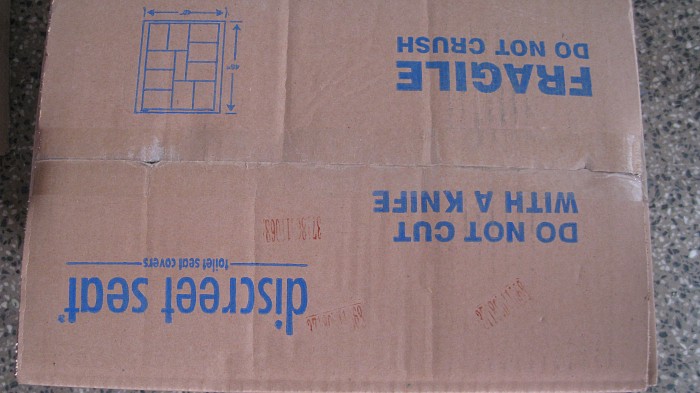 discreet seat
toilet seat covers
DO NOT CUT
WITH A KNIFE
FRAGILE
DO NOT CRUSH